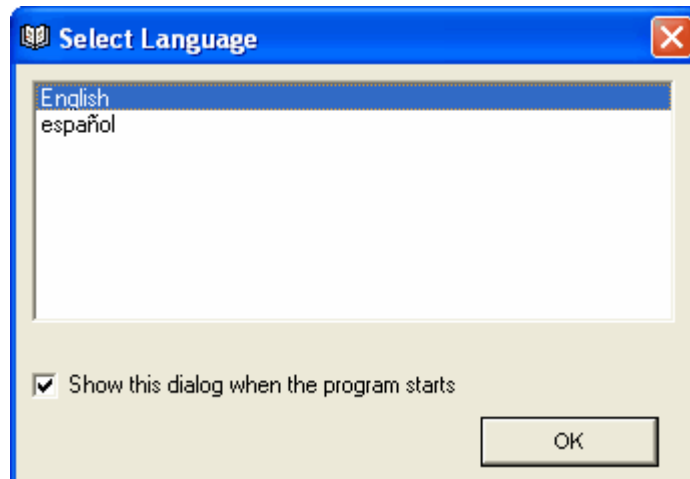 Select Language
English
español
Show this dialog when the program starts
OK